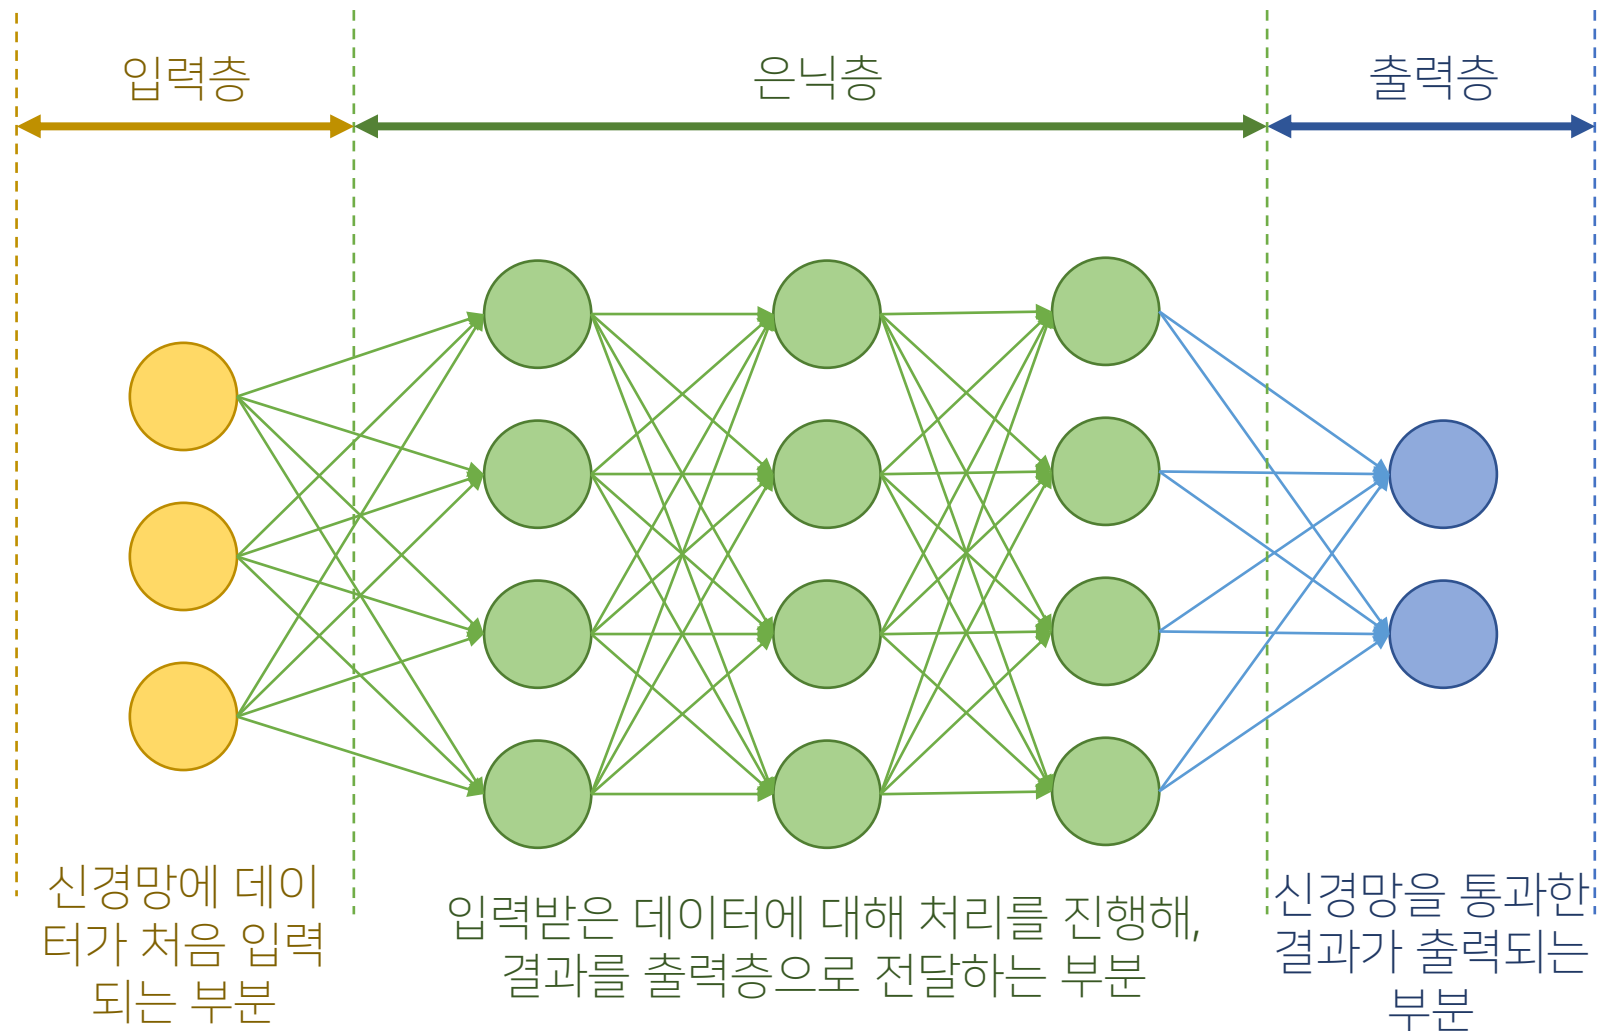 입력층
은닉층
출력층
신경망에 데이
터가 처음 입력
되는 부분
입력받은 데이터에 대해 처리를 진행해,
결과를 출력층으로 전달하는 부분
신경망을 통과한
결과가 출력되는
부분